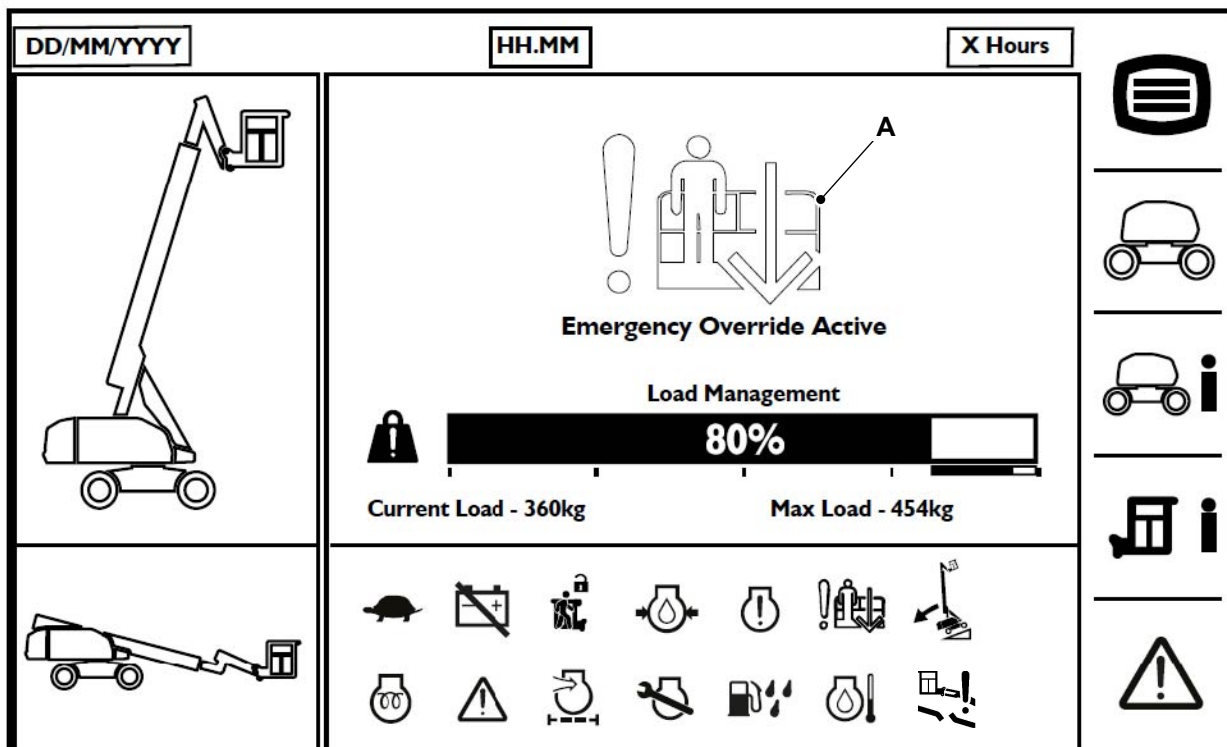 DD/MM/YYYY
HH.MM
X Hours
A
Emergency Override Active
Load Management
80%
Current Load - 360kg
Max Load - 454kg